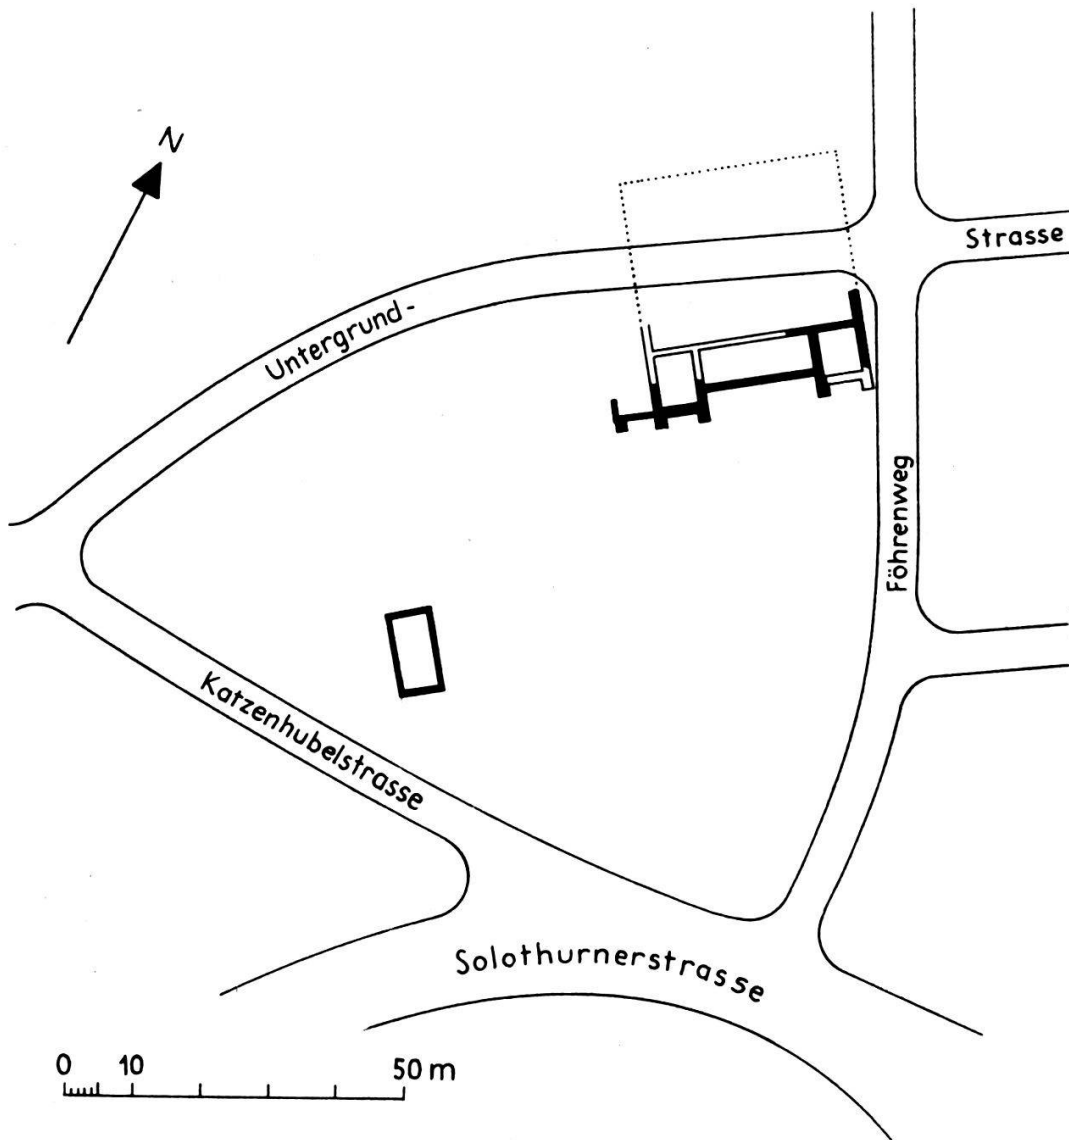 N
Strasse
Untergrund-
Föhrenweg
Katzenhubelstrasse
Solothurnerstrasse
0 10 50 m